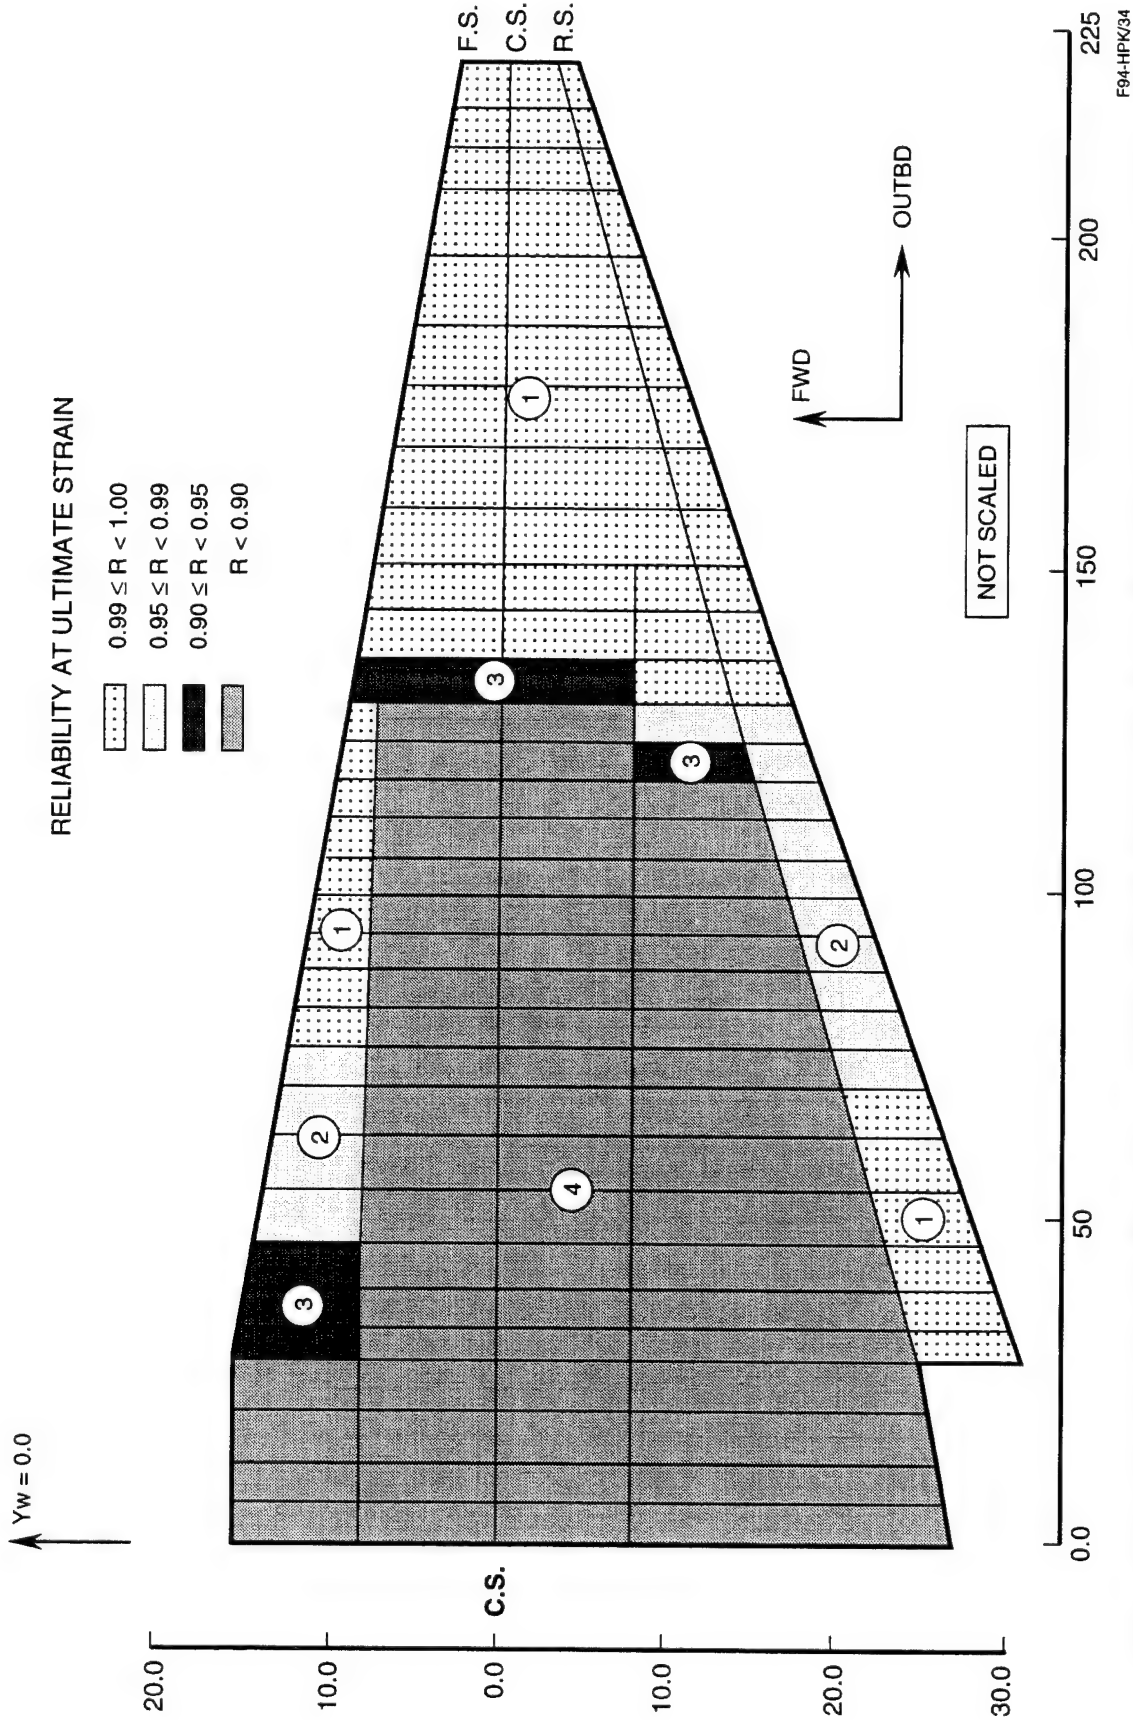 RELIABILITY AT ULTIMATE STRAIN
0.99 ≤ R < 1.00
0.95 ≤ R < 0.99
0.90 ≤ R < 0.95
R < 0.90
Yw = 0.0
F.S.
C.S.
R.S.
1
3
1
3
2
2
3
4
1
C.S.
FWD
OUTBD
NOT SCALED
20.0
10.0
0.0
10.0
20.0
30.0
0.0
50
100
150
200
225
F94-HPK/34